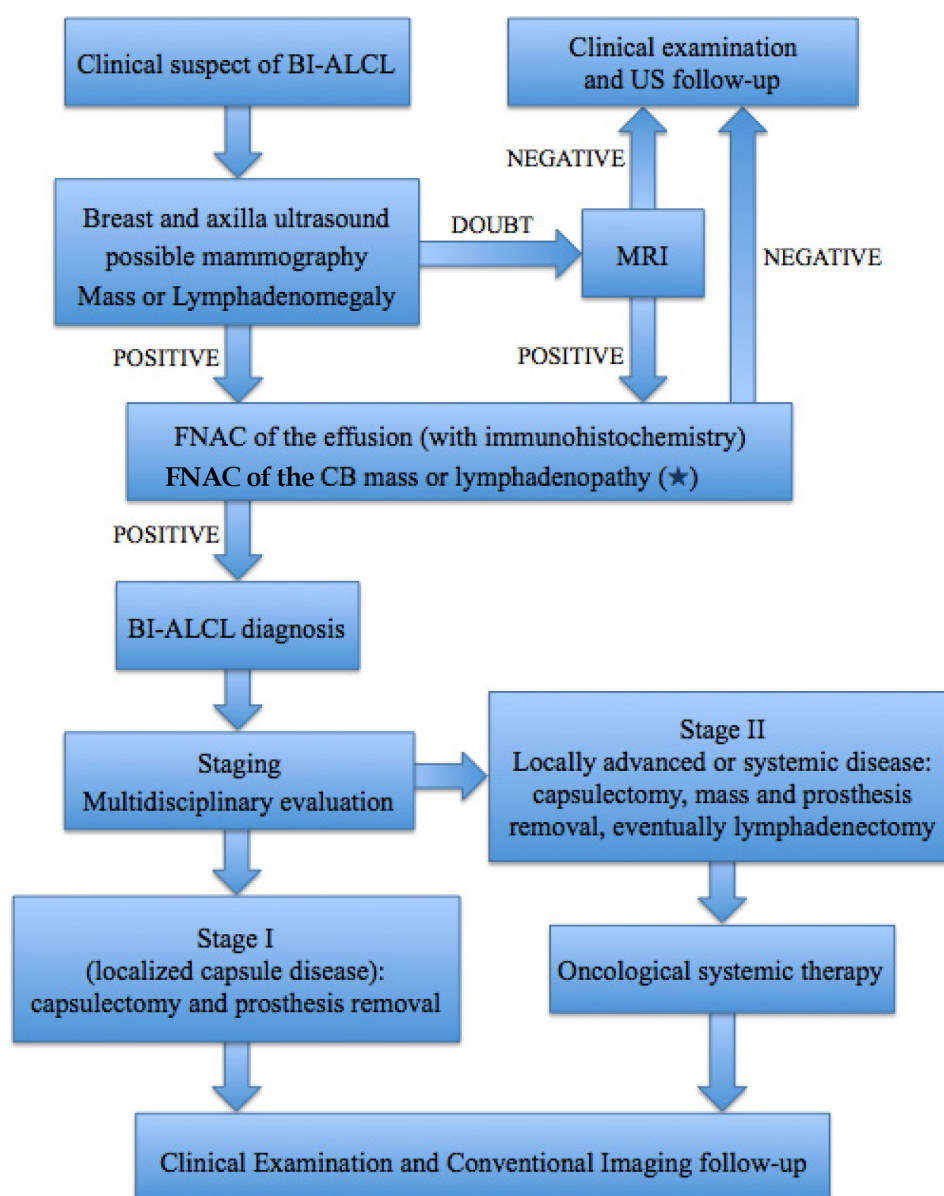 Clinical suspect of BI-ALCL
Clinical examination
and US follow-up
NEGATIVE
Breast and axilla ultrasound
possible mammography
Mass or Lymphadenomegaly
DOUBT
MRI
NEGATIVE
POSITIVE
POSITIVE
FNAC of the effusion (with immunohistochemistry)
FNAC of the CB mass or lymphadenopathy (★)
POSITIVE
BI-ALCL diagnosis
Staging
Multidisciplinary evaluation
Stage II
Locally advanced or systemic disease:
capsulectomy, mass and prosthesis
removal, eventually lymphadenectomy
Stage I
(localized capsule disease):
capsulectomy and prosthesis removal
Oncological systemic therapy
Clinical Examination and Conventional Imaging follow-up